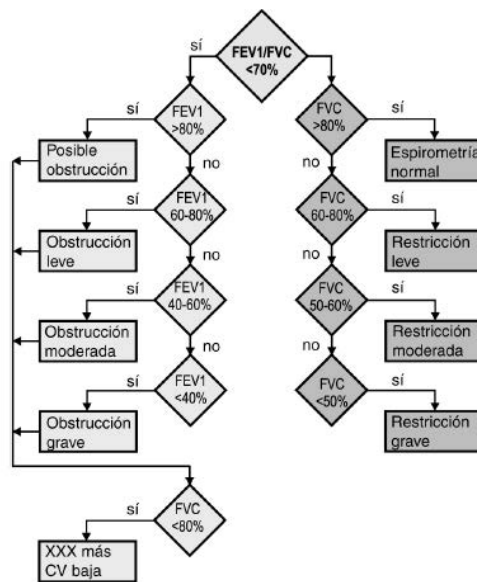 sí
FEV1/FVC
<70%
sí
FEV1
>80%
FVC
>80%
sí
Posible
obstrucción
no
no
Espirometría
normal
sí
FEV1
60-80%
FVC
60-80%
sí
Obstrucción
leve
no
no
Restricción
leve
sí
FEV1
40-60%
FVC
50-60%
sí
Obstrucción
moderada
no
no
Restricción
moderada
sí
FEV1
<40%
FVC
<50%
sí
Obstrucción
grave
Restricción
grave
sí
FVC
<80%
XXX más
CV baja